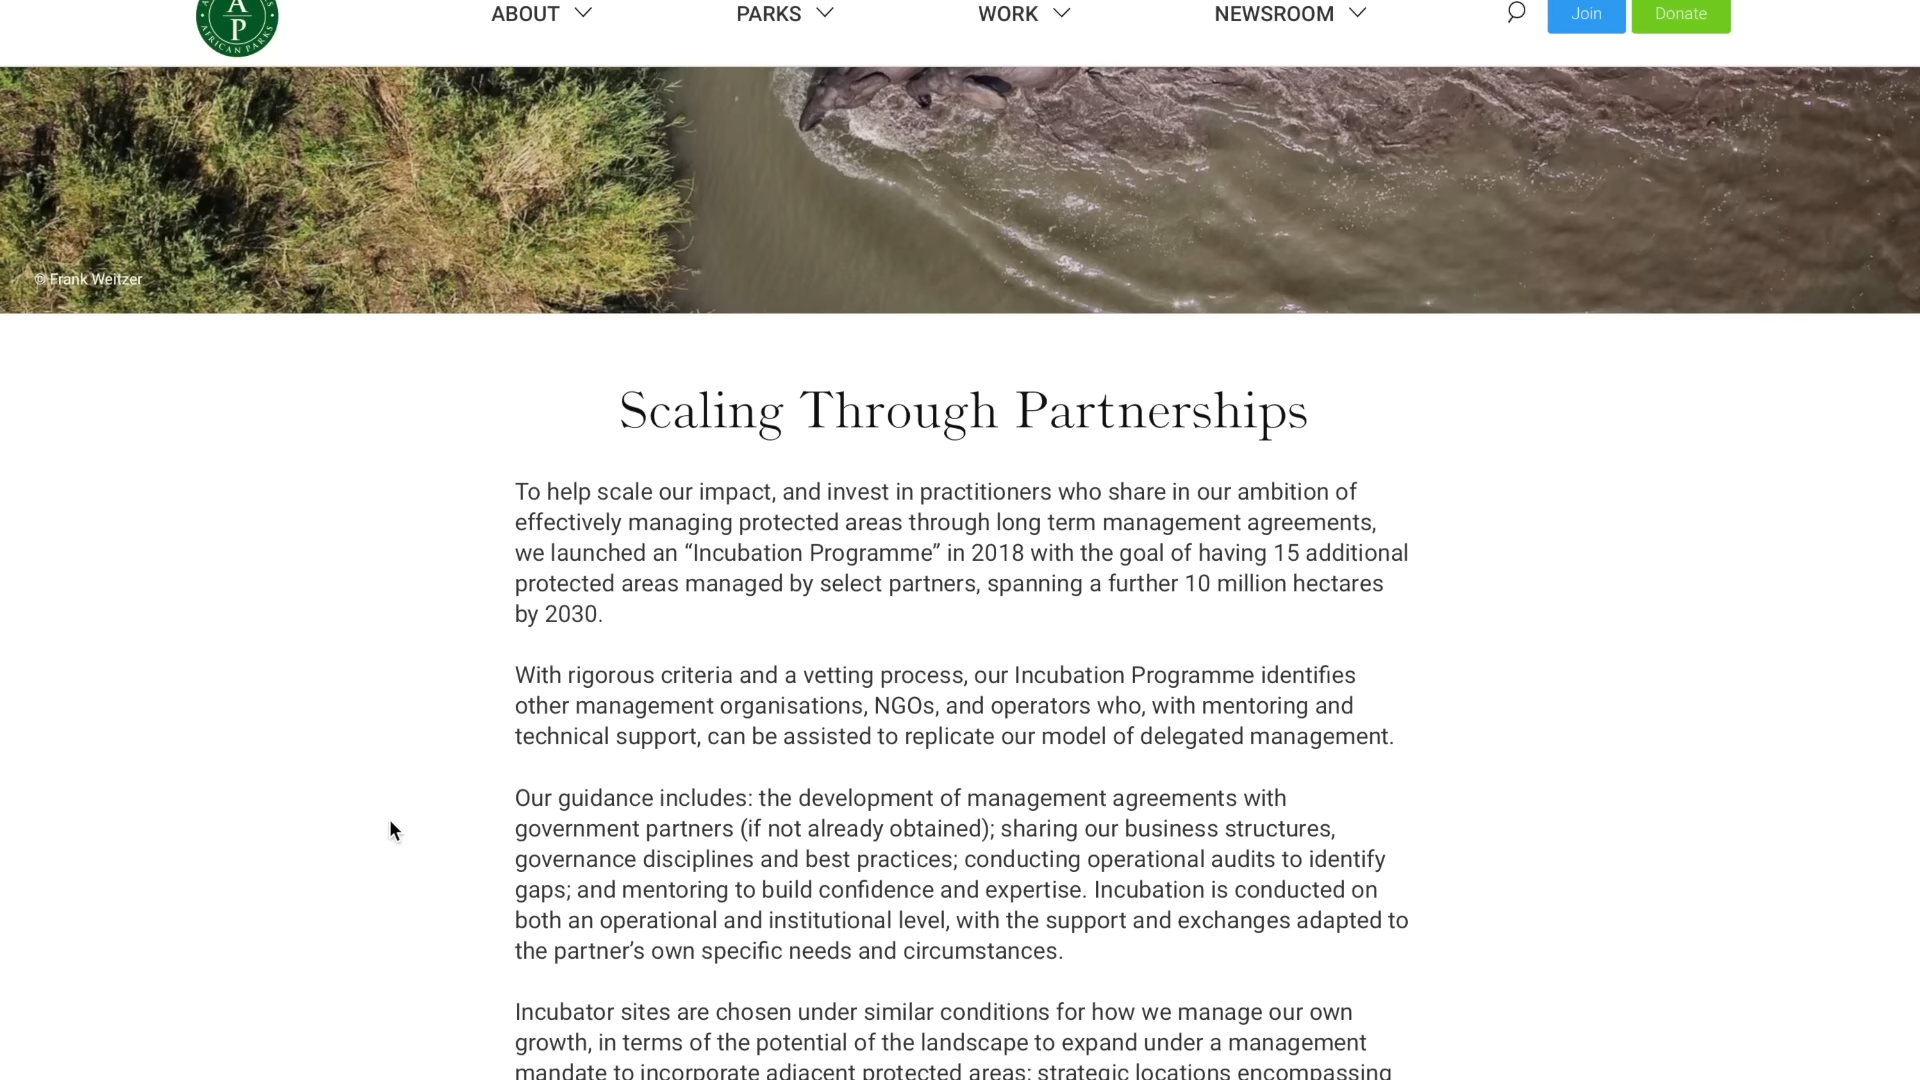 A
P
AFRICAN PARKS
ABOUT
PARKS
WORK
NEWSROOM
Join
Donate
© Frank Weitzer
Scaling Through Partnerships
To help scale our impact, and invest in practitioners who share in our ambition of
effectively managing protected areas through long term management agreements,
we launched an “Incubation Programme” in 2018 with the goal of having 15 additional
protected areas managed by select partners, spanning a further 10 million hectares
by 2030.
With rigorous criteria and a vetting process, our Incubation Programme identifies
other management organisations, NGOs, and operators who, with mentoring and
technical support, can be assisted to replicate our model of delegated management.
Our guidance includes: the development of management agreements with
government partners (if not already obtained); sharing our business structures,
governance disciplines and best practices; conducting operational audits to identify
gaps; and mentoring to build confidence and expertise. Incubation is conducted on
both an operational and institutional level, with the support and exchanges adapted to
the partner’s own specific needs and circumstances.
Incubator sites are chosen under similar conditions for how we manage our own
growth, in terms of the potential of the landscape to expand under a management
mandate to incorporate adjacent protected areas; strategic locations encompassing